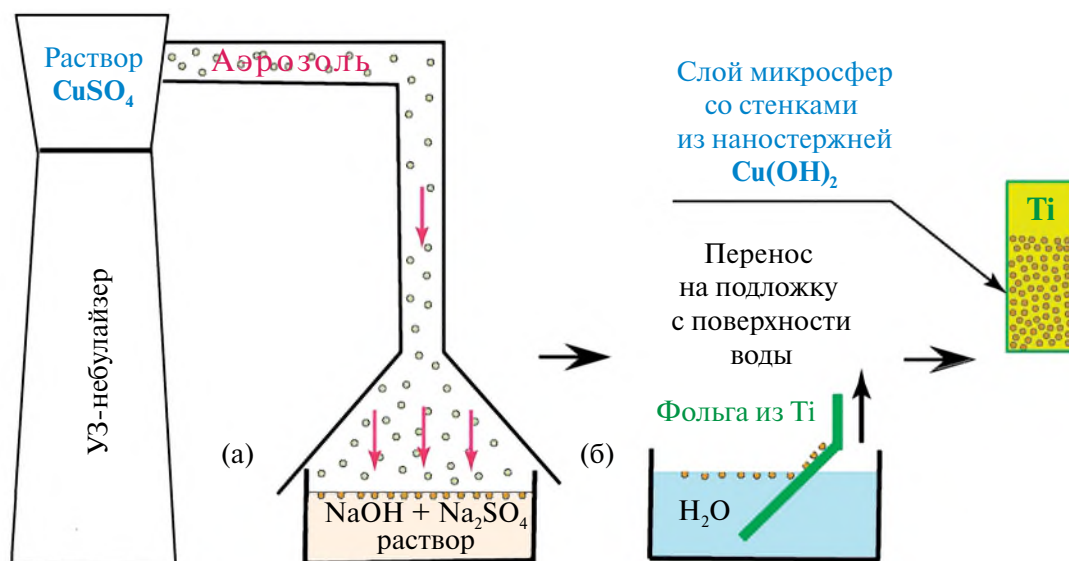 Раствор
CuSO₄
Аэрозоль
УЗ-небулайзер
(а)
NaOH + Na₂SO₄
раствор
Слой микросфер
со стенками
из наностержней
Cu(OH)₂
Ti
Перенос
на подложку
с поверхности
воды
Фольга из Ti
(б)
H₂O